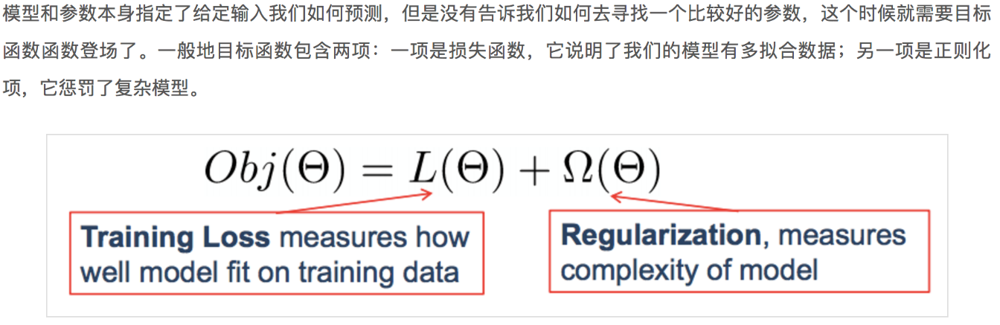 模型和参数本身指定了给定输入我们如何预测，但是没有告诉我们如何去寻找一个比较好的参数，这个时候就需要目标
函数函数登场了。一般地目标函数包含两项：一项是损失函数，它说明了我们的模型有多拟合数据；另一项是正则化
项，它惩罚了复杂模型。
Obj(Θ) = L(Θ) + Ω(Θ)
Training Loss measures how
well model fit on training data
Regularization, measures
complexity of model